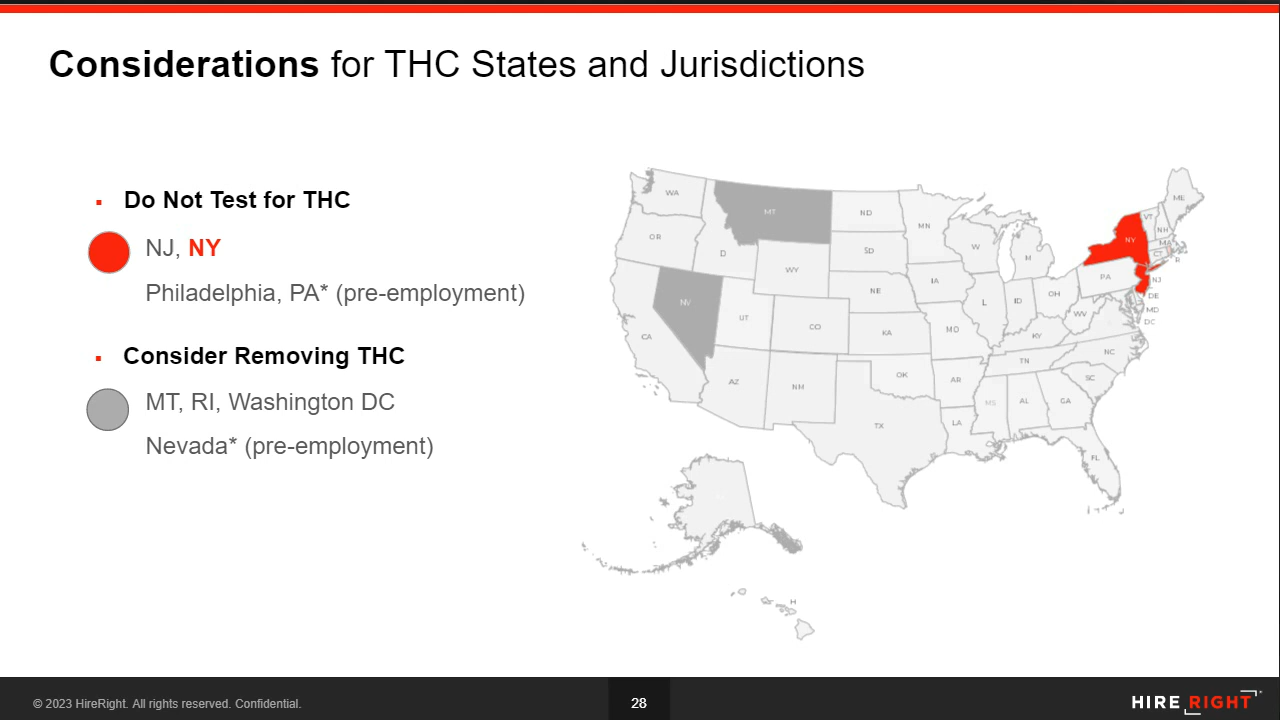 Considerations for THC States and Jurisdictions
Do Not Test for THC
NJ, NY
Philadelphia, PA* (pre-employment)
Consider Removing THC
MT, RI, Washington DC
Nevada* (pre-employment)
WA
MT
ND
MN
OR
D
SD
W
M
NY
VT
ME
NH
MA
CT
R
WY
IA
NE
PA
NJ
NV
UT
CO
KA
MO
L
ID
OH
WV
DE
MD
DC
CA
KY
AZ
NM
OK
AR
TN
NC
SC
MS
AL
GA
TX
LA
FL
H
© 2023 HireRight. All rights reserved. Confidential.
28
HIRE RIGHT